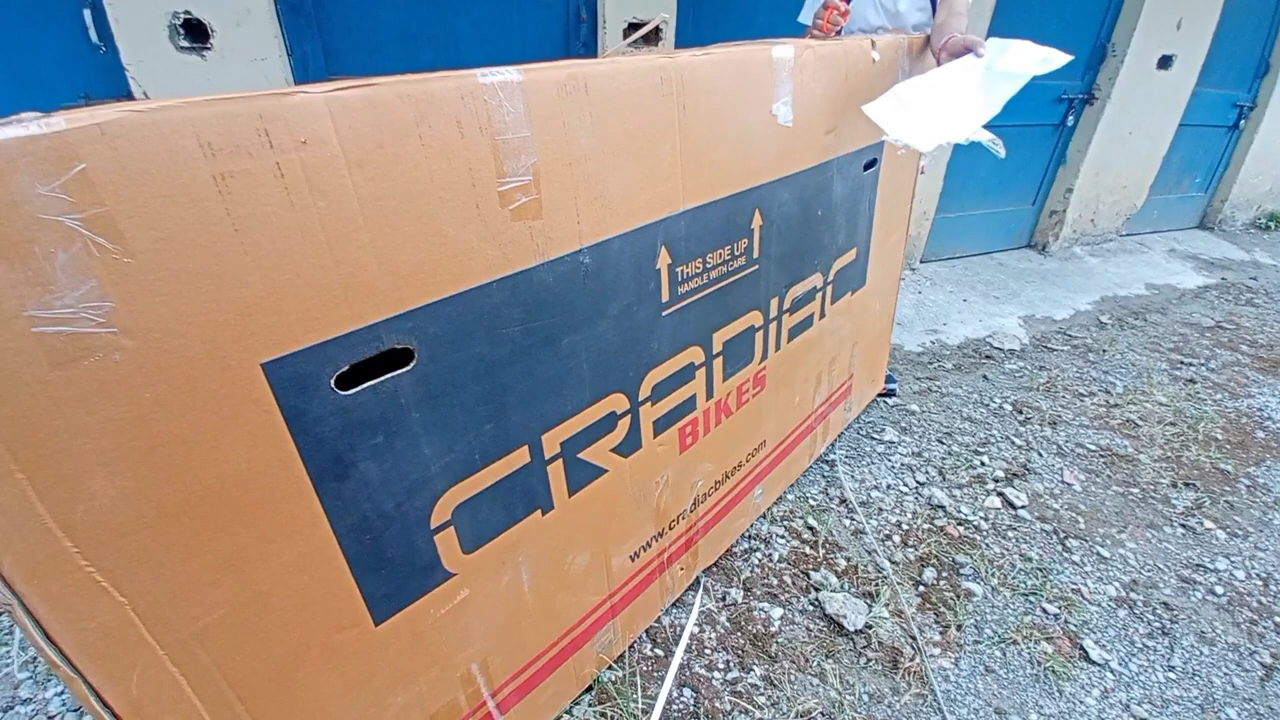 THIS SIDE UP
HANDLE WITH CARE
CRADIAC
BIKES
www.cradiacbikes.com